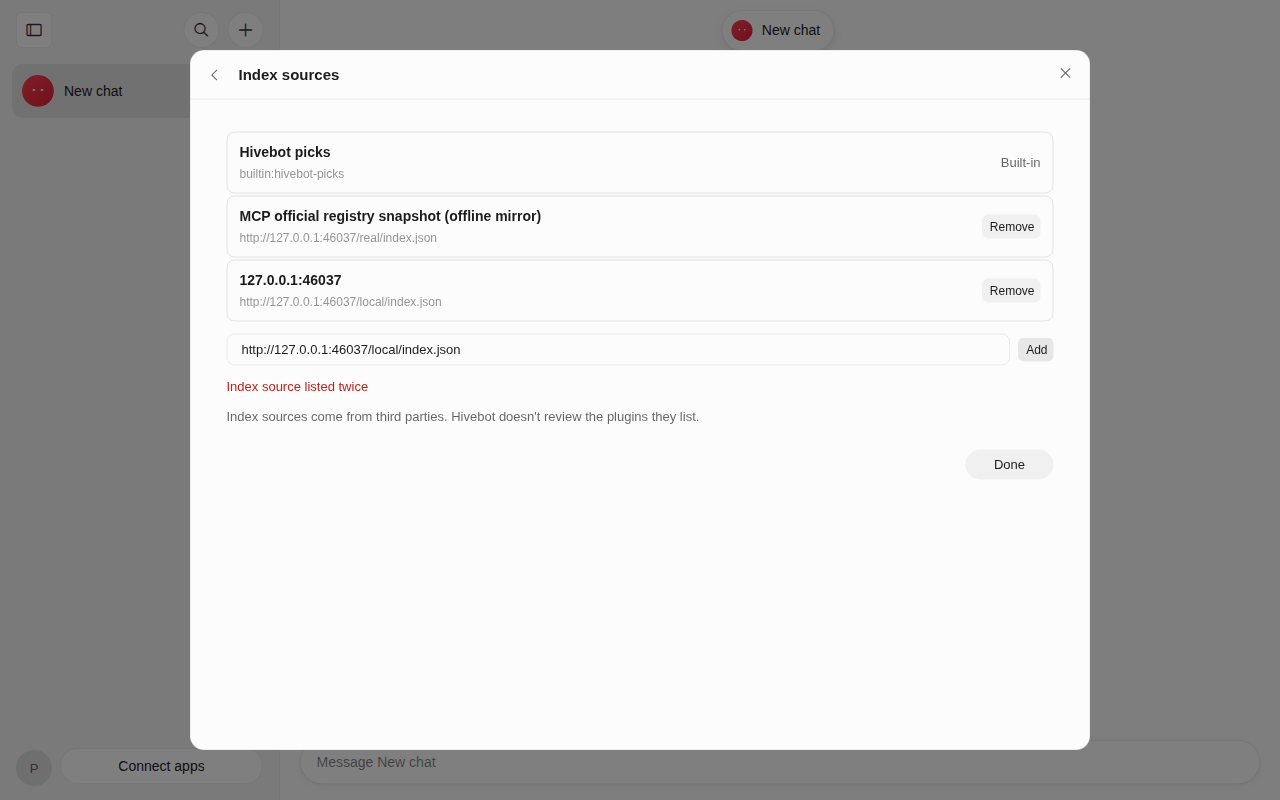 New chat
New chat
Index sources
Hivebot picks
builtin:hivebot-picks
Built-in
MCP official registry snapshot (offline mirror)
http://127.0.0.1:46037/real/index.json
Remove
127.0.0.1:46037
http://127.0.0.1:46037/local/index.json
Remove
http://127.0.0.1:46037/local/index.json
Add
Index source listed twice
Index sources come from third parties. Hivebot doesn't review the plugins they list.
Done
P
Connect apps
Message New chat